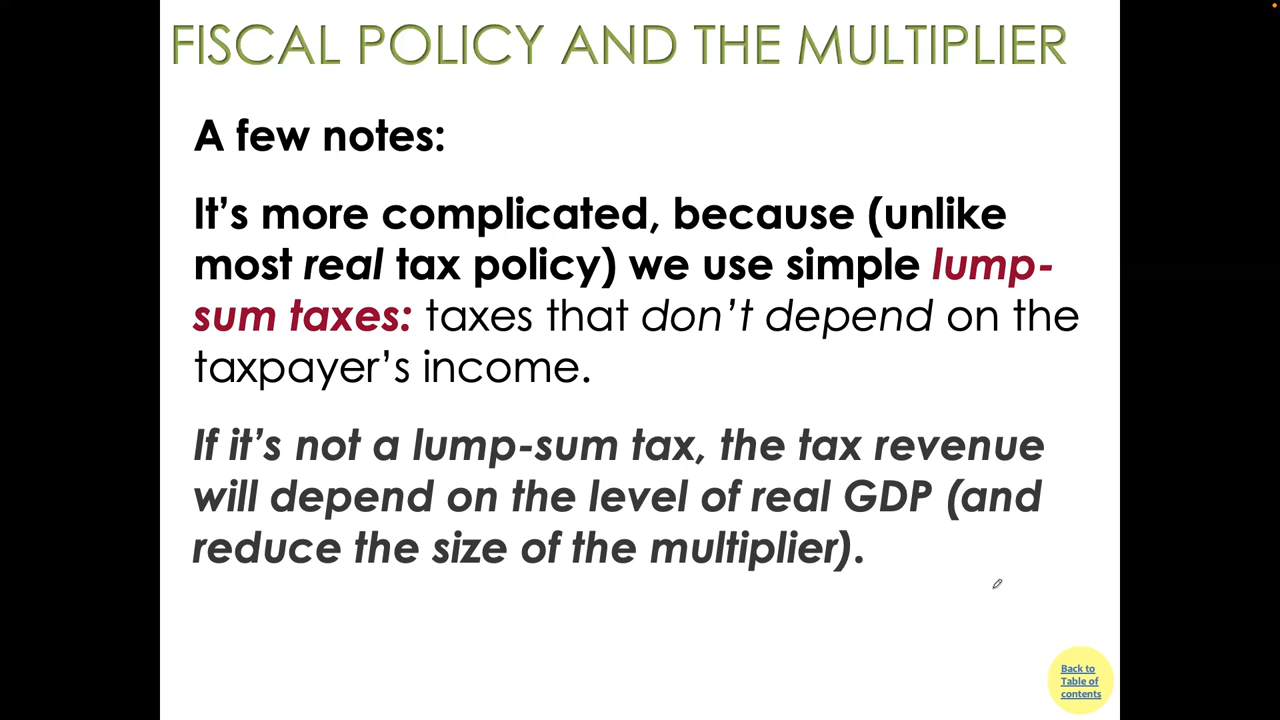 FISCAL POLICY AND THE MULTIPLIER
A few notes:
It’s more complicated, because (unlike
most real tax policy) we use simple lump-
sum taxes: taxes that don’t depend on the
taxpayer’s income.
If it’s not a lump-sum tax, the tax revenue
will depend on the level of real GDP (and
reduce the size of the multiplier).
Back to
Table of
contents